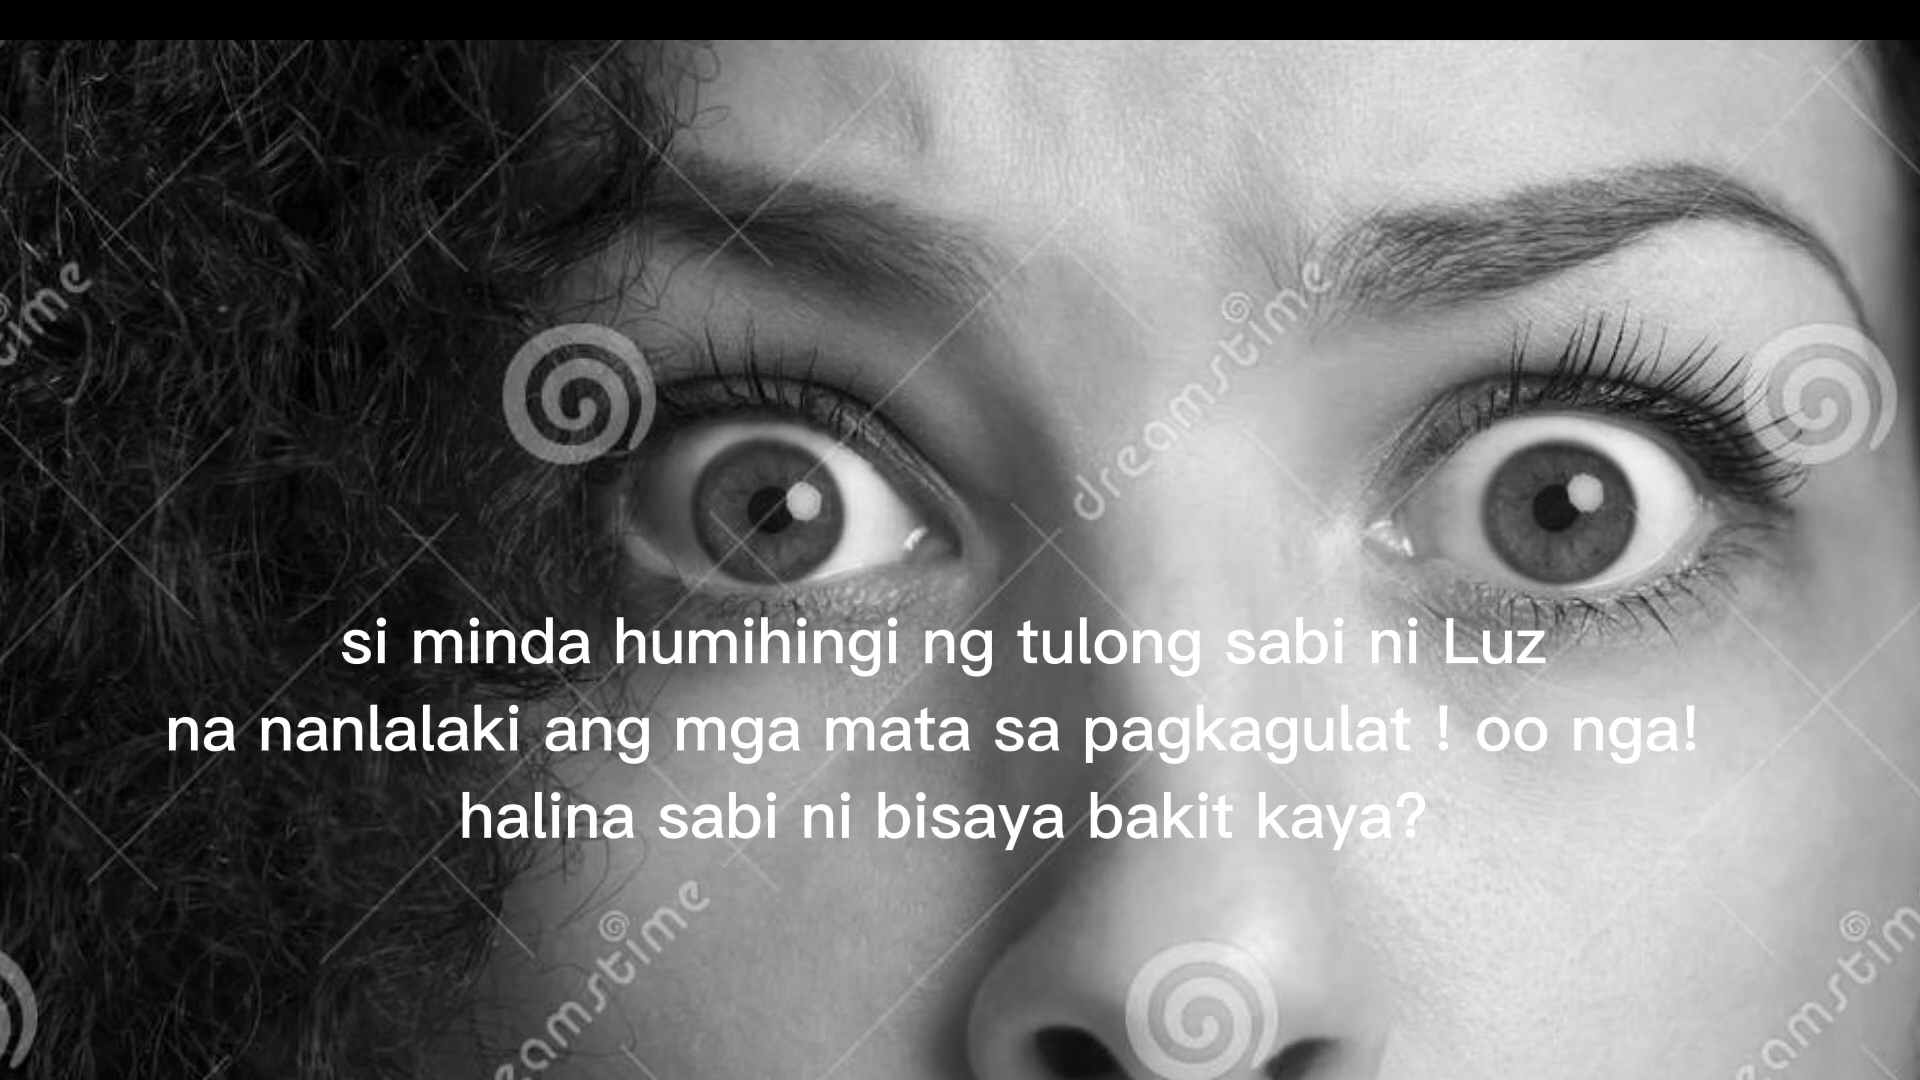 si minda humihingi ng tulong sabi ni Luz
na nanlalaki ang mga mata sa pagkagulat ! oo nga!
halina sabi ni bisaya bakit kaya?
dreamstime